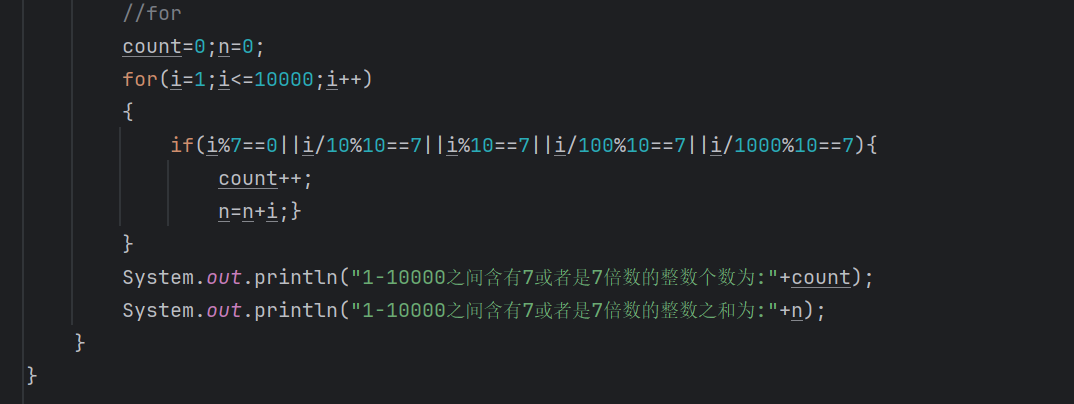 //for
count=0;n=0;
for(i=1;i<=10000;i++)
{
if(i%7==0||i/10%10==7||i%10==7||i/100%10==7||i/1000%10==7){
count++;
n=n+i;}
}
System.out.println("1-10000之间含有7或者是7倍数的整数个数为:"+count);
System.out.println("1-10000之间含有7或者是7倍数的整数之和为:"+n);
}
}